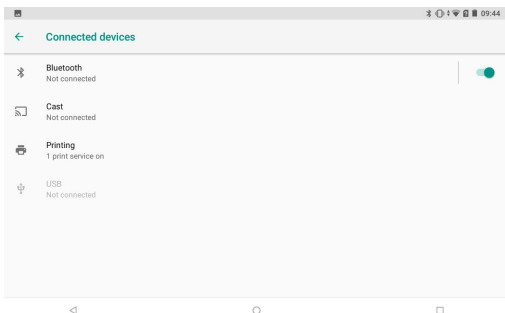 09:44
Connected devices
Bluetooth
Not connected
Cast
Not connected
Printing
1 print service on
USB
Not connected